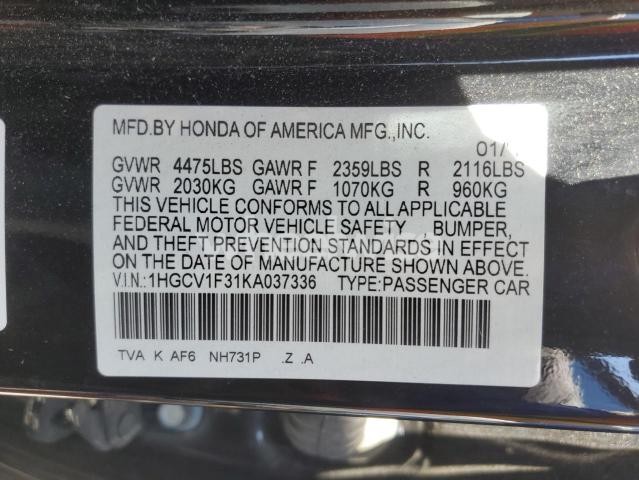 MFD.BY HONDA OF AMERICA MFG.,INC.
01/
GVWR 4475LBS GAWR F 2359LBS R 2116LBS
GVWR 2030KG GAWR F 1070KG R 960KG
THIS VEHICLE CONFORMS TO ALL APPLICABLE
FEDERAL MOTOR VEHICLE SAFETY , BUMPER,
AND THEFT PREVENTION STANDARDS IN EFFECT
ON THE DATE OF MANUFACTURE SHOWN ABOVE.
V.I.N.:1HGCV1F31KA037336 TYPE:PASSENGER CAR
TVA K AF6 NH731P .Z .A